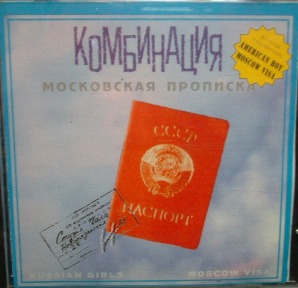 КОМБИНАЦИЯ
МОСКОВСКАЯ ПРОПИСКА
AMERICAN BOY
MOSCOW VISA
СССР
ПАСПОРТ
RUSSIAN GIRLS
MOSCOW VISA